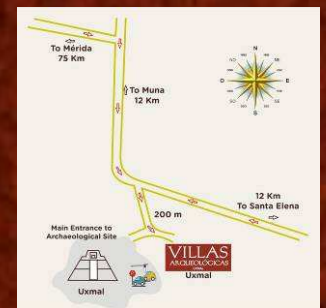 To Mérida
75 Km
To Muna
12 Km
N
E
S
O
12 Km
To Santa Elena
200 m
Main Entrance to
Archaeological Site
VILLAS
ARQUEOLÓGICAS
Uxmal
Uxmal